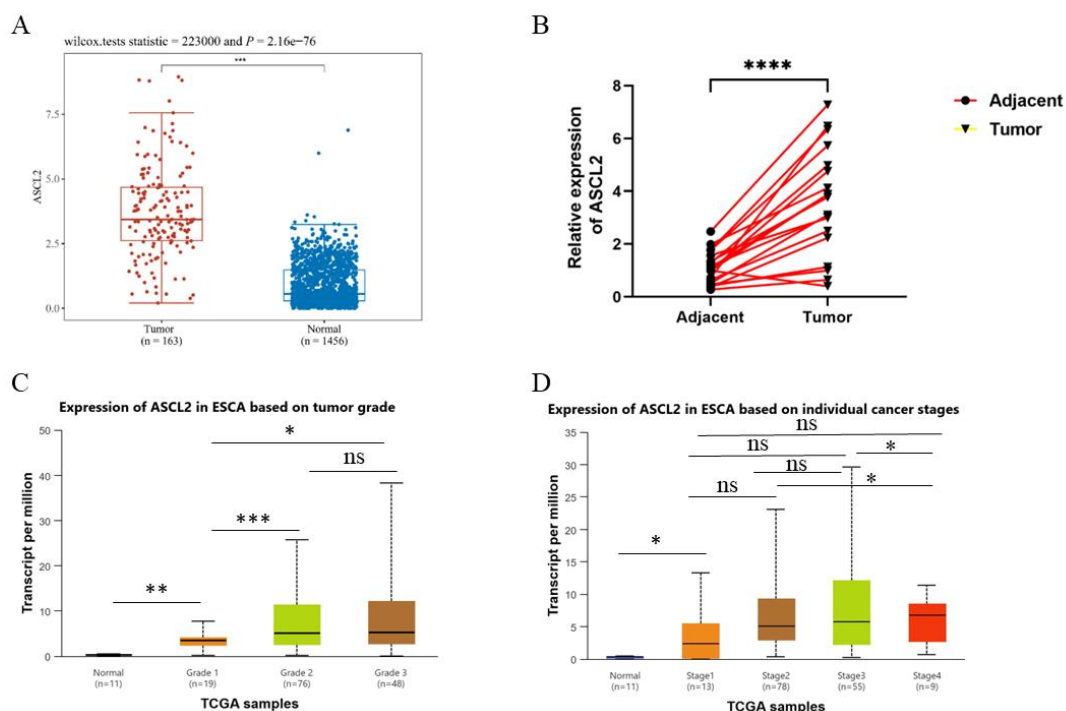 A
wilcox.tests statistic = 223000 and P = 2.16e−76
***
ASCL2
7.5
5.0
2.5
0.0
Tumor
(n = 163)
Normal
(n = 1456)
B
****
Relative expression
of ASCL2
8
6
4
2
0
Adjacent
Tumor
Adjacent
Tumor
C
Expression of ASCL2 in ESCA based on tumor grade
Transcript per million
50
40
30
20
10
0
*
ns
***
**
Normal
(n=11)
Grade 1
(n=19)
Grade 2
(n=76)
Grade 3
(n=48)
TCGA samples
D
Expression of ASCL2 in ESCA based on individual cancer stages
Transcript per million
35
30
25
20
15
10
5
0
ns
ns
*
ns
ns
*
*
Normal
(n=11)
Stage1
(n=13)
Stage2
(n=78)
Stage3
(n=55)
Stage4
(n=9)
TCGA samples